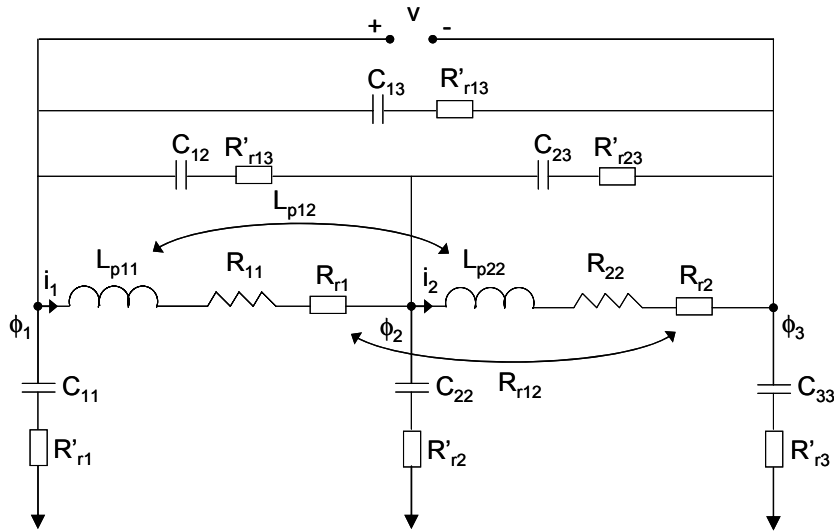 + v -
C13 R'r13
C12 R'r13 C23 R'r23
Lp12
Lp11 R11 Rr1 Lp22 R22 Rr2
i1 i2
ϕ1 ϕ2 ϕ3
Rr12
C11 C22 C33
R'r1 R'r2 R'r3